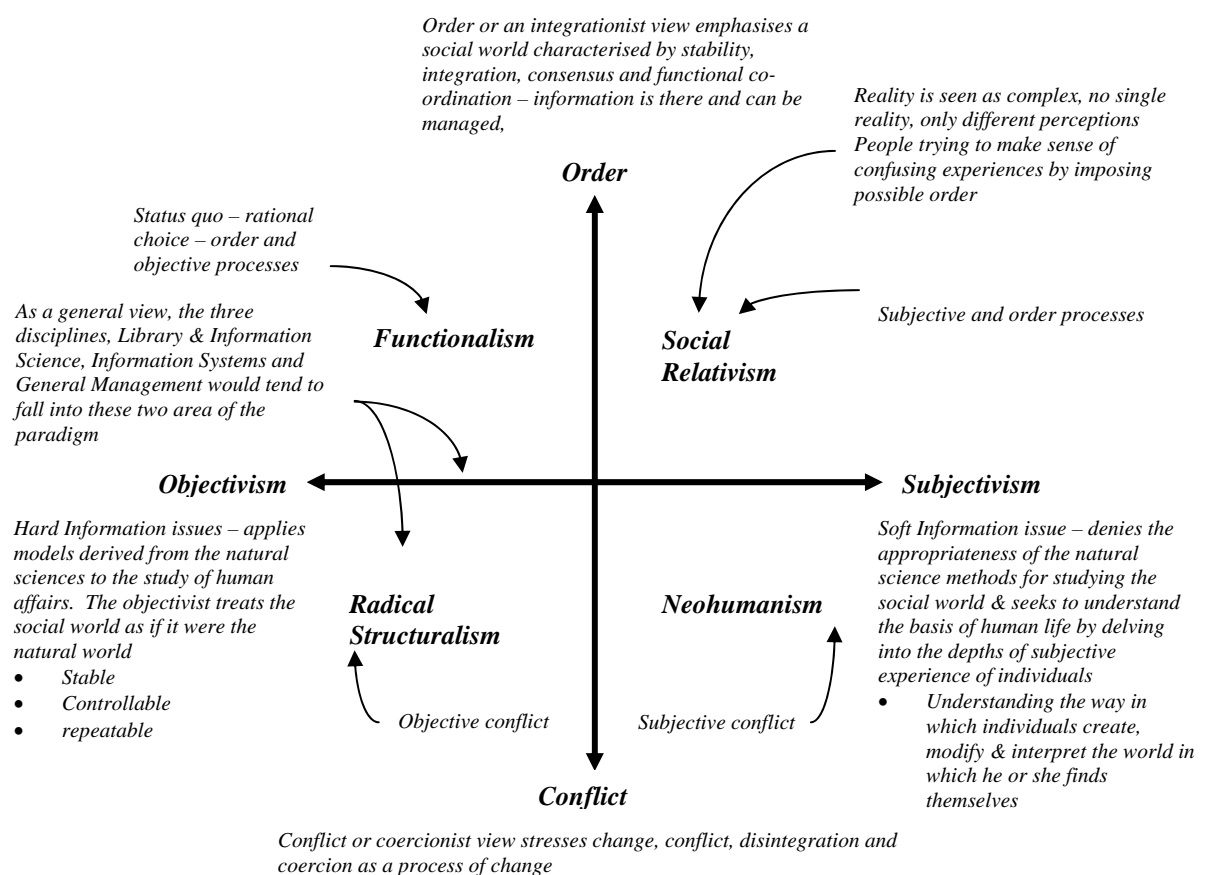 Order or an integrationist view emphasises a
social world characterised by stability,
integration, consensus and functional co-
ordination – information is there and can be
managed,
Reality is seen as complex, no single
reality, only different perceptions
People trying to make sense of
confusing experiences by imposing
possible order
Order
Status quo – rational
choice – order and
objective processes
As a general view, the three
disciplines, Library & Information
Science, Information Systems and
General Management would tend to
fall into these two area of the
paradigm
Functionalism
Social
Relativism
Subjective and order processes
Objectivism
Subjectivism
Hard Information issues – applies
models derived from the natural
sciences to the study of human
affairs.  The objectivist treats the
social world as if it were the
natural world
• Stable
• Controllable
• repeatable
Radical
Structuralism
Neohumanism
Soft Information issue – denies the
appropriateness of the natural
science methods for studying the
social world & seeks to understand
the basis of human life by delving
into the depths of subjective
experience of individuals
• Understanding the way in
which individuals create,
modify & interpret the world in
which he or she finds
themselves
Objective conflict
Subjective conflict
Conflict
Conflict or coercionist view stresses change, conflict, disintegration and
coercion as a process of change